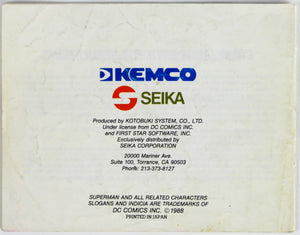 KEMCO
SEIKA
Produced by KOTOBUKI SYSTEM, CO., LTD.
Under license from DC COMICS INC.
and FIRST STAR SOFTWARE, INC.
Exclusively distributed by
SEIKA CORPORATION
20000 Mariner Ave.
Suite 100, Torrance, CA 90503
Phone: 213-373-8127
SUPERMAN AND ALL RELATED CHARACTERS
SLOGANS AND INDICIA ARE TRADEMARKS OF
DC COMICS INC. © 1988
PRINTED IN JAPAN